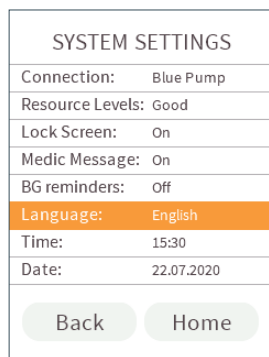 SYSTEM SETTINGS
Connection: Blue Pump
Resource Levels: Good
Lock Screen: On
Medic Message: On
BG reminders: Off
Language: English
Time: 15:30
Date: 22.07.2020
Back Home